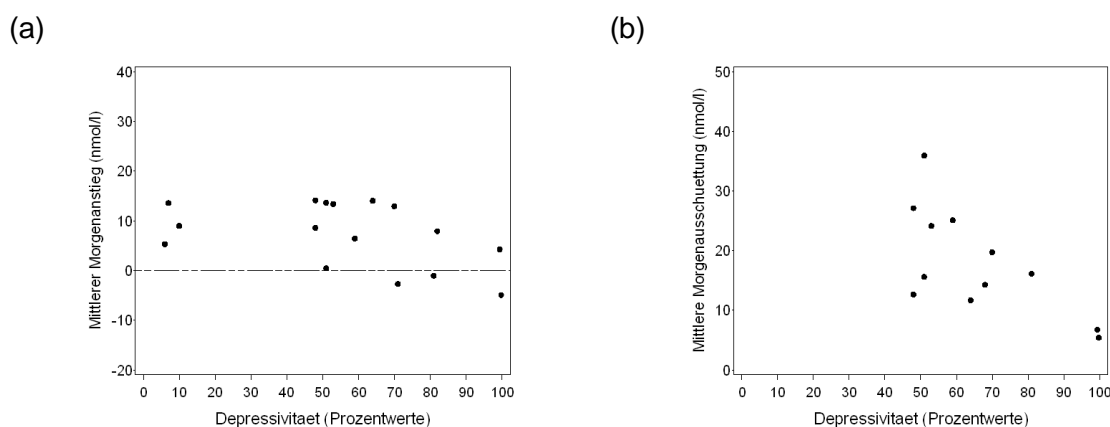 (a)
Mittlerer Morgenanstieg (nmol/l)
40
30
20
10
0
-10
-20
0 10 20 30 40 50 60 70 80 90 100
Depressivitaet (Prozentwerte)
(b)
Mittlere Morgenausschuettung (nmol/l)
50
40
30
20
10
0
0 10 20 30 40 50 60 70 80 90 100
Depressivitaet (Prozentwerte)